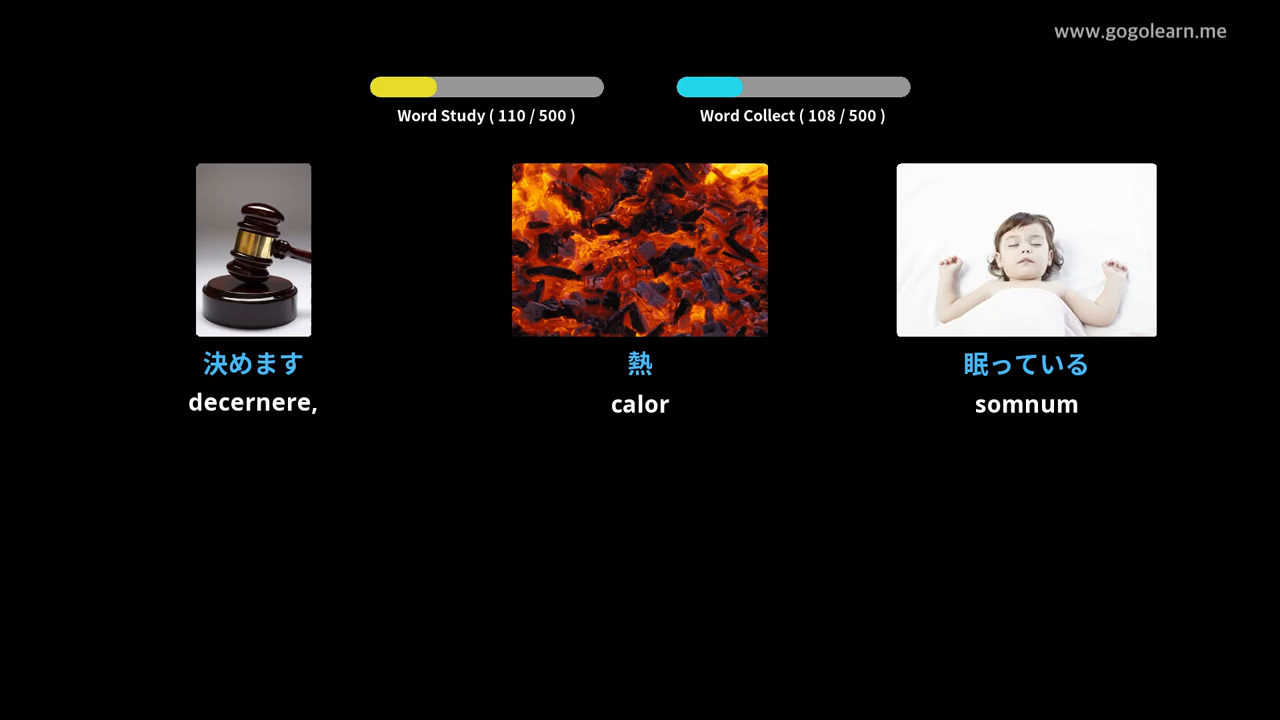 www.gogolearn.me
Word Study ( 110 / 500 )
Word Collect ( 108 / 500 )
決めます
熱
眠っている
decernere,
calor
somnum